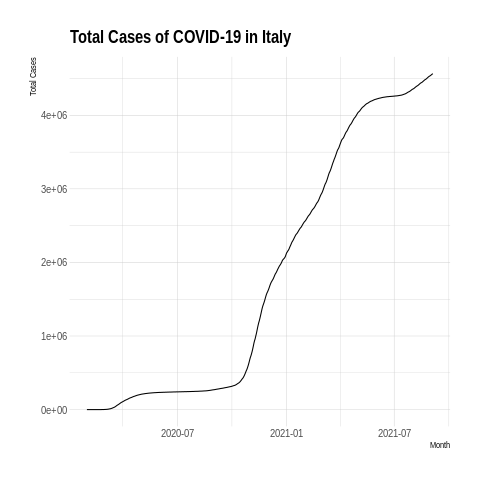 Total Cases of COVID-19 in Italy
Total Cases
4e+06
3e+06
2e+06
1e+06
0e+00
2020-07
2021-01
2021-07
Month